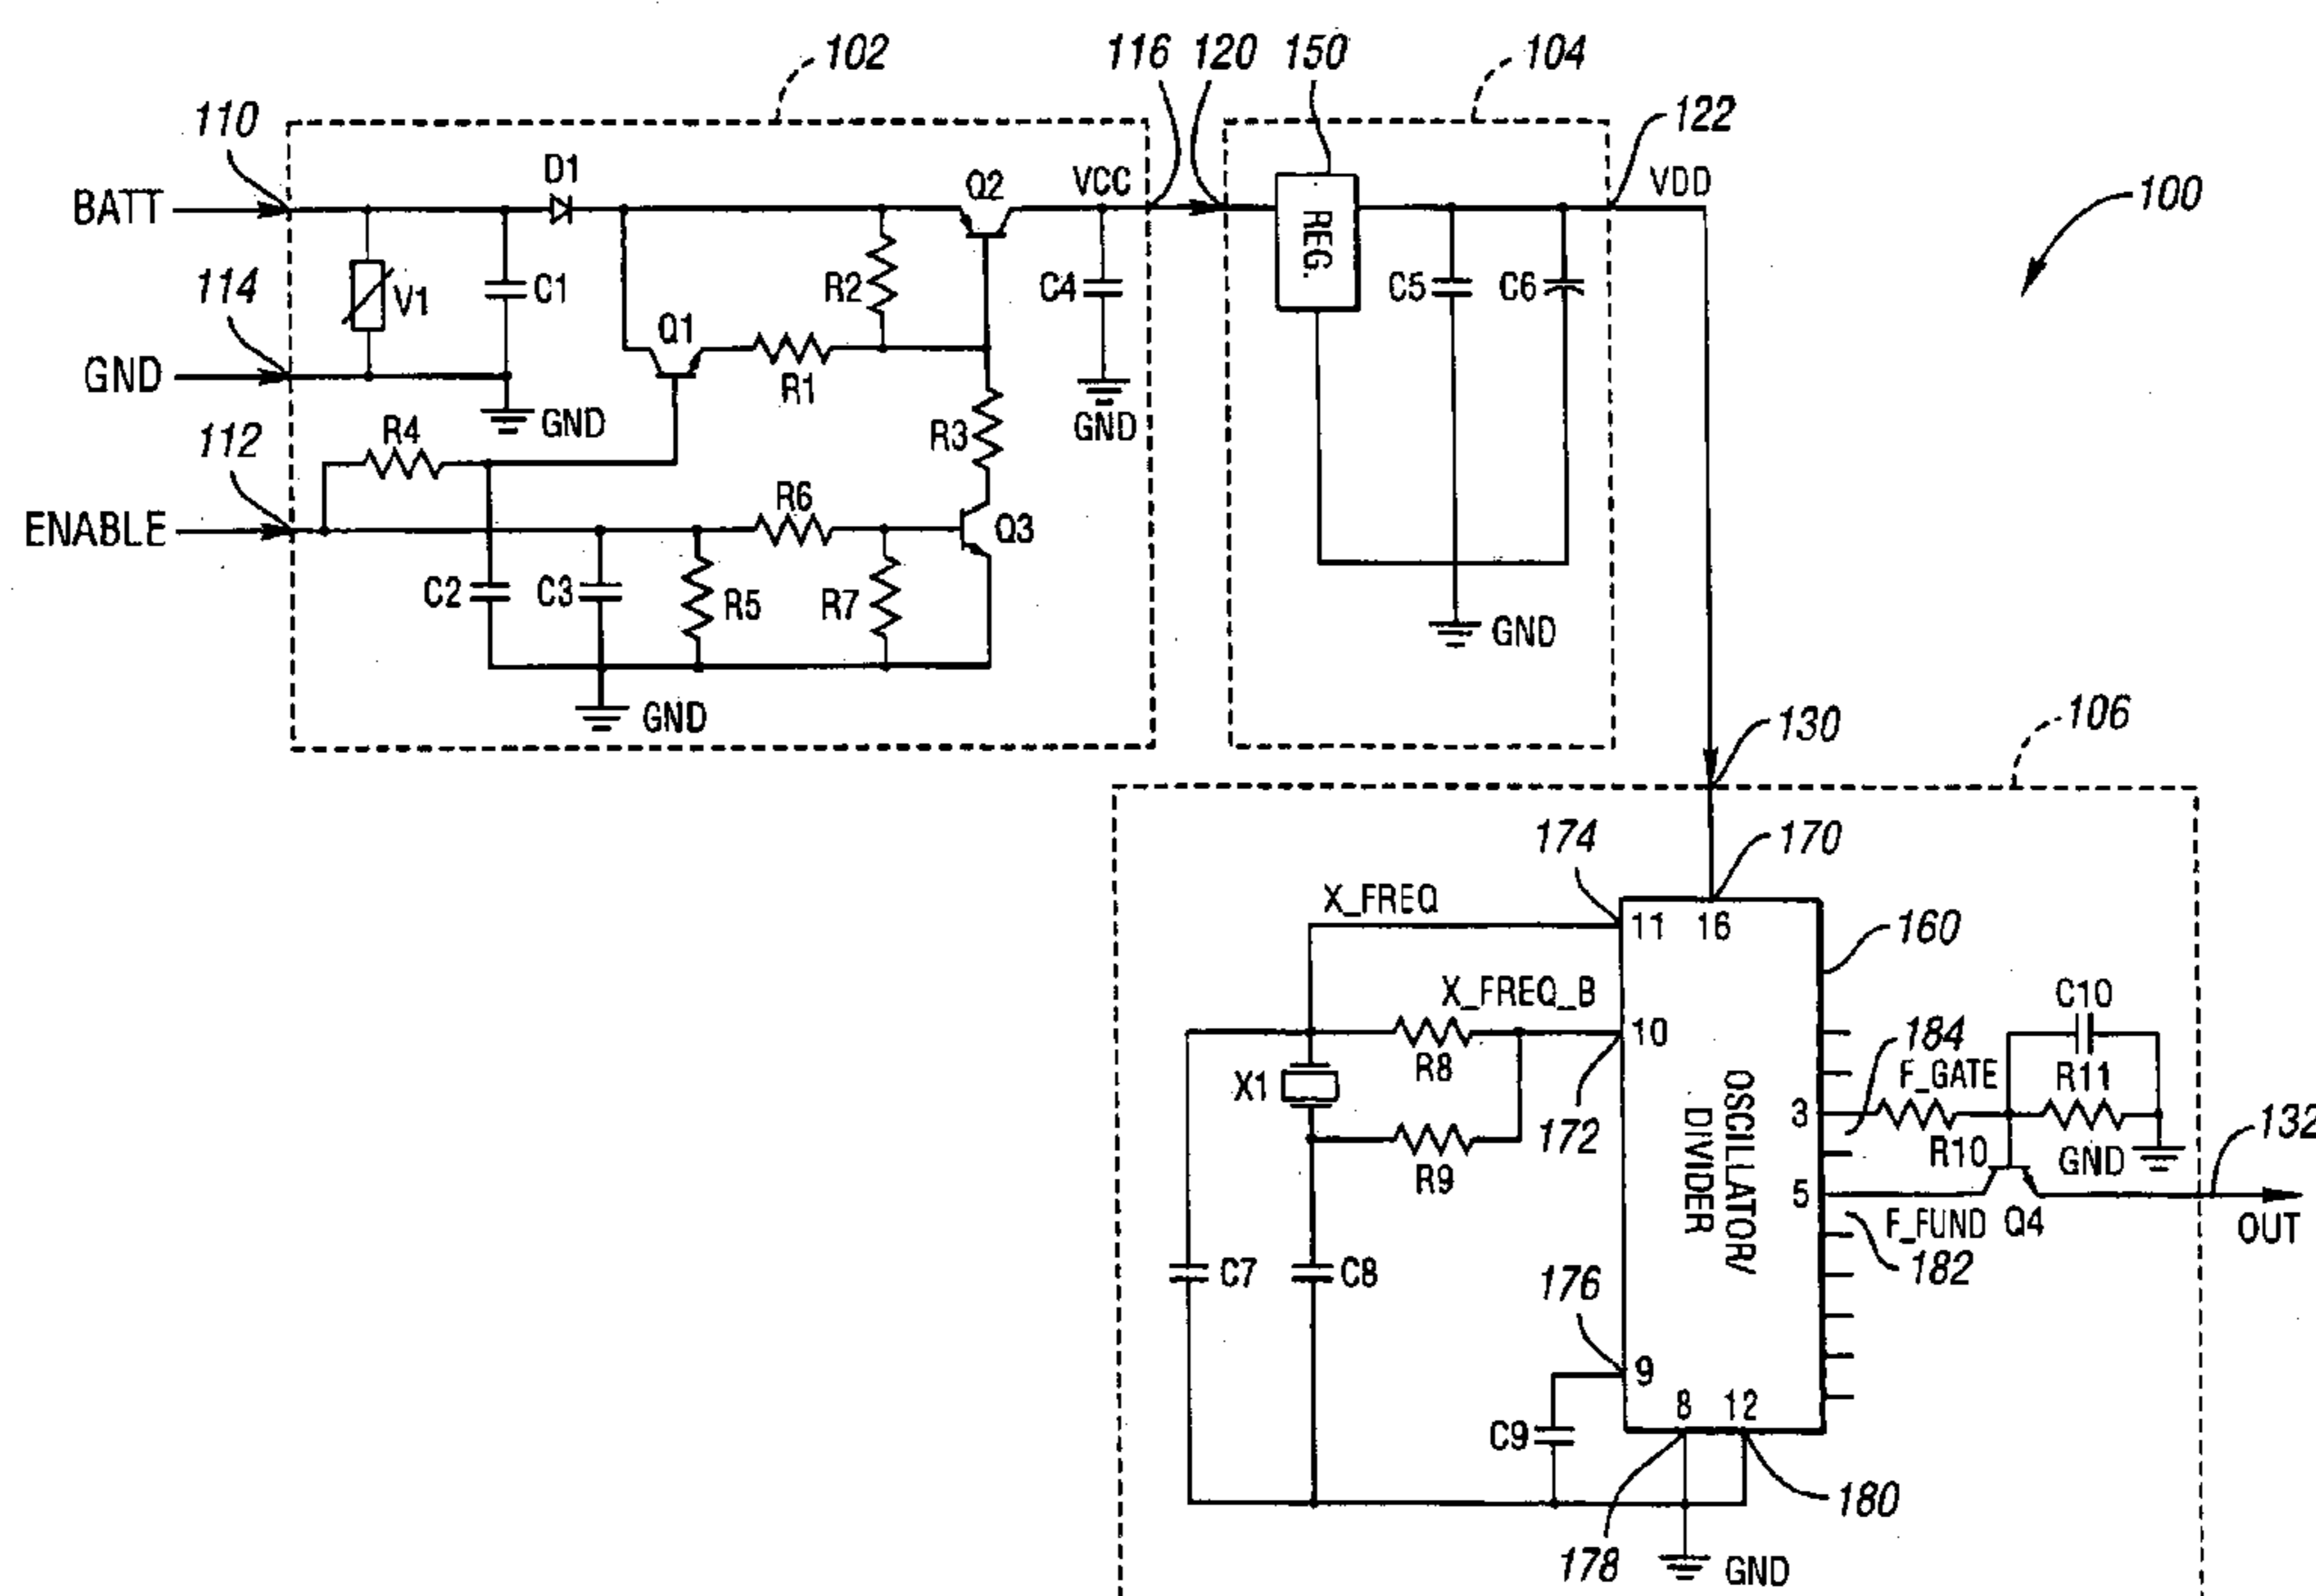 102
116
120
150
104
110
122
D1
BATT
Q2
VCC
VDD
100
REG.
114
V1
C1
R2
C4
C5
C6
Q1
GND
R1
GND
GND
112
R4
R3
R6
ENABLE
Q3
C2
C3
R5
R7
GND
GND
130
106
174
170
X_FREQ
11
16
160
X_FREQ_B
C10
10
184
R8
F_GATE
R11
X1
OSCILLATOR/
DIVIDER
3
172
132
R9
R10
GND
5
F_FUND
Q4
OUT
182
C7
C8
176
9
8
12
C9
180
178
GND